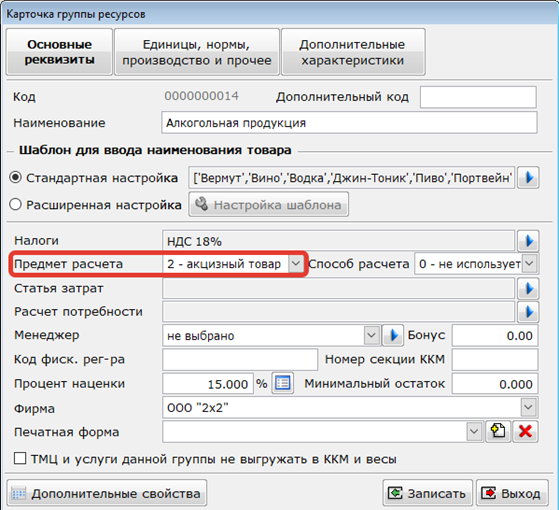 Карточка группы ресурсов
Основные реквизиты
Единицы, нормы, производство и прочее
Дополнительные характеристики
Код 0000000014 Дополнительный код
Наименование Алкогольная продукция
Шаблон для ввода наименования товара
Стандартная настройка ['Вермут','Вино','Водка','Джин-Тоник','Пиво','Портвейн'
Расширенная настройка Настройка шаблона
Налоги НДС 18%
Предмет расчета 2 - акцизный товар Способ расчета 0 - не использует
Статья затрат
Расчет потребности
Менеджер не выбрано Бонус 0.00
Код фиск. рег-ра Номер секции ККМ
Процент наценки 15.000 % Минимальный остаток 0.000
Фирма ООО "2x2"
Печатная форма
ТМЦ и услуги данной группы не выгружать в ККМ и весы
Дополнительные свойства Записать Выход